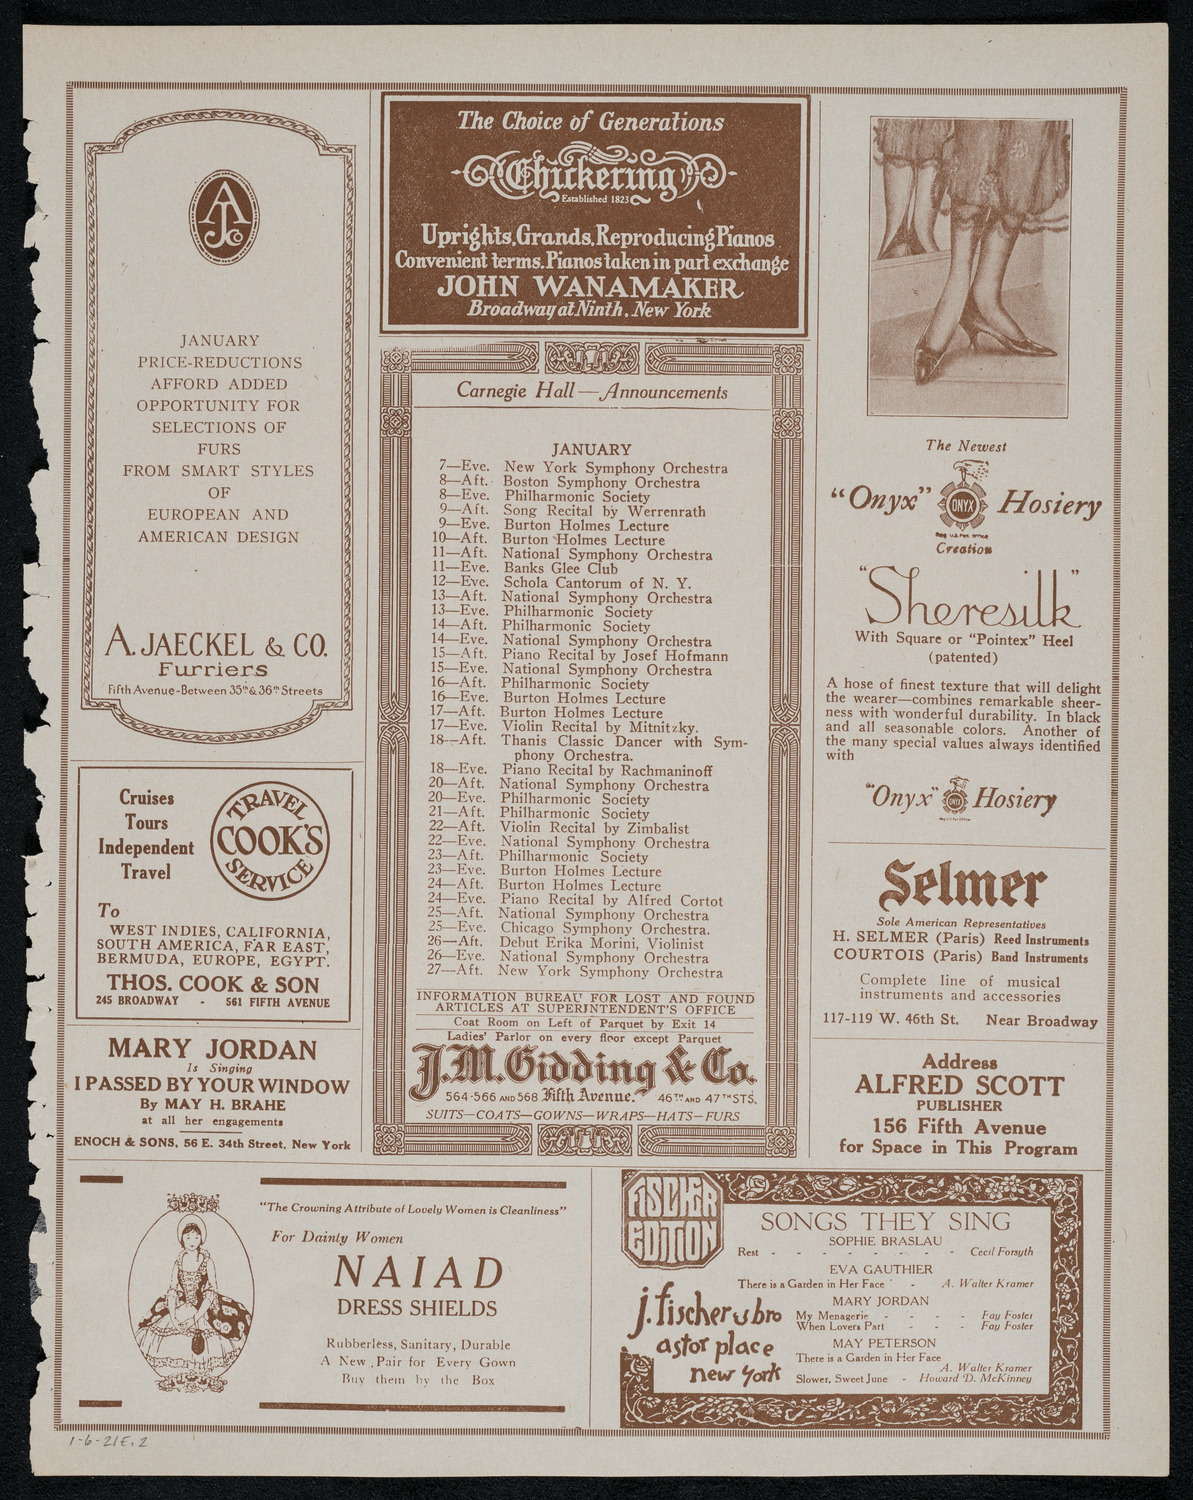 AJCo
JANUARY
PRICE-REDUCTIONS
AFFORD ADDED
OPPORTUNITY FOR
SELECTIONS OF
FURS
FROM SMART STYLES
OF
EUROPEAN AND
AMERICAN DESIGN
A. JAECKEL & CO.
Furriers
Fifth Avenue-Between 35th & 36th Streets
Cruises
Tours
Independent
Travel
TRAVEL
COOK'S
SERVICE
To
WEST INDIES, CALIFORNIA,
SOUTH AMERICA, FAR EAST,
BERMUDA, EUROPE, EGYPT.
THOS. COOK & SON
245 BROADWAY - 561 FIFTH AVENUE
MARY JORDAN
Is Singing
I PASSED BY YOUR WINDOW
By MAY H. BRAHE
at all her engagements
ENOCH & SONS, 56 E. 34th Street, New York
The Choice of Generations
Chickering
Established 1823
Uprights, Grands, Reproducing Pianos
Convenient terms. Pianos taken in part exchange
JOHN WANAMAKER
Broadway at Ninth, New York
Carnegie Hall—Announcements
JANUARY
7—Eve. New York Symphony Orchestra
8—Aft. Boston Symphony Orchestra
8—Eve. Philharmonic Society
9—Aft. Song Recital by Werrenrath
9—Eve. Burton Holmes Lecture
10—Aft. Burton Holmes Lecture
11—Aft. National Symphony Orchestra
11—Eve. Banks Glee Club
12—Eve. Schola Cantorum of N. Y.
13—Aft. National Symphony Orchestra
13—Eve. Philharmonic Society
14—Aft. Philharmonic Society
14—Eve. National Symphony Orchestra
15—Aft. Piano Recital by Josef Hofmann
15—Eve. National Symphony Orchestra
16—Aft. Philharmonic Society
16—Eve. Burton Holmes Lecture
17—Aft. Burton Holmes Lecture
17—Eve. Violin Recital by Mitnitzky.
18—Aft. Thanis Classic Dancer with Sym-
phony Orchestra.
18—Eve. Piano Recital by Rachmaninoff
20—Aft. National Symphony Orchestra
20—Eve. Philharmonic Society
21—Aft. Philharmonic Society
22—Aft. Violin Recital by Zimbalist
22—Eve. National Symphony Orchestra
23—Aft. Philharmonic Society
23—Eve. Burton Holmes Lecture
24—Aft. Burton Holmes Lecture
24—Eve. Piano Recital by Alfred Cortot
25—Aft. National Symphony Orchestra
25—Eve. Chicago Symphony Orchestra.
26—Aft. Debut Erika Morini, Violinist
26—Eve. National Symphony Orchestra
27—Aft. New York Symphony Orchestra
INFORMATION BUREAU FOR LOST AND FOUND
ARTICLES AT SUPERINTENDENT'S OFFICE
Coat Room on Left of Parquet by Exit 14
Ladies' Parlor on every floor except Parquet
J.M. Gidding & Co.
564-566 AND 568 Fifth Avenue. 46TH AND 47TH STS.
SUITS—COATS—GOWNS—WRAPS—HATS—FURS
The Newest
"Onyx" ONYX Hosiery
Reg. U.S. Pat. Office
Creation
"Sheresilk"
With Square or "Pointex" Heel
(patented)
A hose of finest texture that will delight
the wearer—combines remarkable sheer-
ness with wonderful durability. In black
and all seasonable colors. Another of
the many special values always identified
with
"Onyx" ONYX Hosiery
Reg. U.S. Pat. Office
Selmer
Sole American Representatives
H. SELMER (Paris) Reed Instruments
COURTOIS (Paris) Band Instruments
Complete line of musical
instruments and accessories
117-119 W. 46th St. Near Broadway
Address
ALFRED SCOTT
PUBLISHER
156 Fifth Avenue
for Space in This Program
"The Crowning Attribute of Lovely Women is Cleanliness"
For Dainty Women
NAIAD
DRESS SHIELDS
Rubberless, Sanitary, Durable
A New Pair for Every Gown
Buy them by the Box
FISCHER
EDITION
j. fischer & bro
astor place
new york
SONGS THEY SING
SOPHIE BRASLAU
Rest - - - - - - - - Cecil Forsyth
EVA GAUTHIER
There is a Garden in Her Face - A. Walter Kramer
MARY JORDAN
My Menagerie - - - - Fay Foster
When Lovers Part - - - Fay Foster
MAY PETERSON
There is a Garden in Her Face
A. Walter Kramer
Slower, Sweet June - Howard D. McKinney
1-6-21E.2